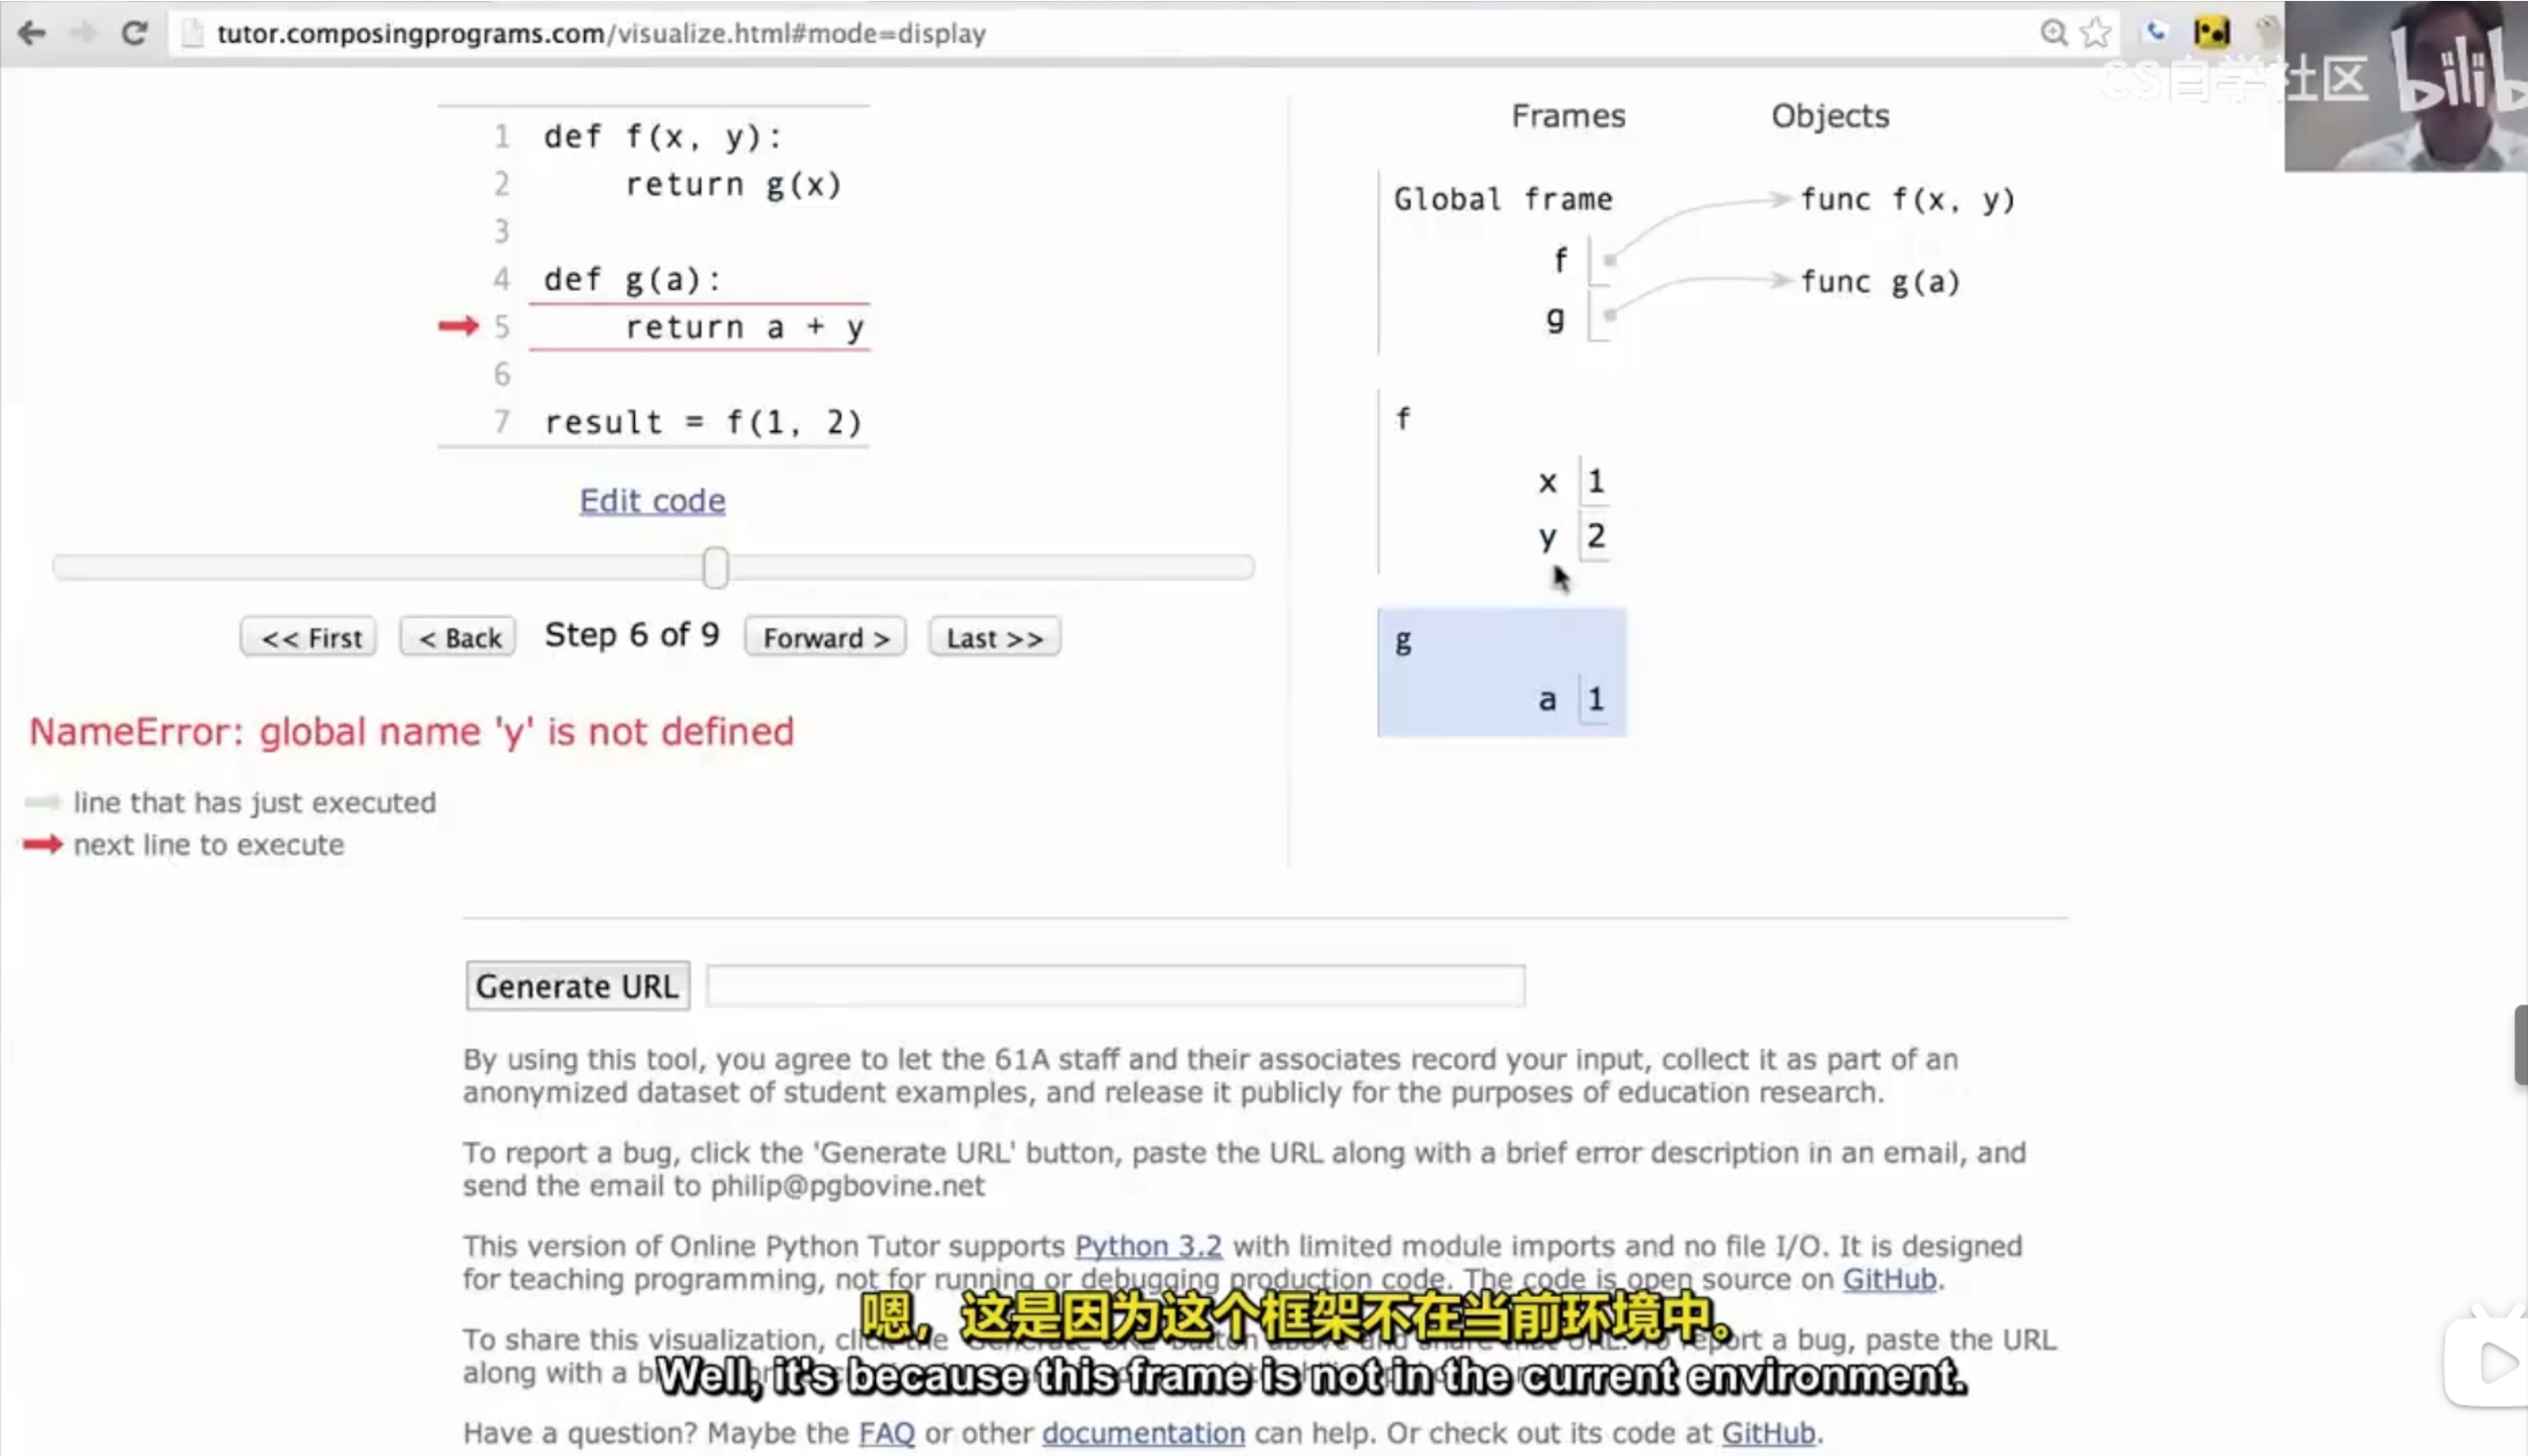 tutor.composingprograms.com/visualize.html#mode=display
CS自学社区 bilib
1 def f(x, y):
2 return g(x)
3
4 def g(a):
5 return a + y
6
7 result = f(1, 2)
Edit code
<< First < Back Step 6 of 9 Forward > Last >>
NameError: global name 'y' is not defined
line that has just executed
next line to execute
Frames Objects
Global frame func f(x, y)
f
func g(a)
g
f
x 1
y 2
g
a 1
Generate URL
By using this tool, you agree to let the 61A staff and their associates record your input, collect it as part of an
anonymized dataset of student examples, and release it publicly for the purposes of education research.
To report a bug, click the 'Generate URL' button, paste the URL along with a brief error description in an email, and
send the email to philip@pgbovine.net
This version of Online Python Tutor supports Python 3.2 with limited module imports and no file I/O. It is designed
for teaching programming, not for running or debugging production code. The code is open source on GitHub.
嗯，这是因为这个框架不在当前环境中。
To share this visualization, click the 'Generate URL' button above and share that URL. To report a bug, paste the URL
along with a
Well, it's because this frame is not in the current environment.
Have a question? Maybe the FAQ or other documentation can help. Or check out its code at GitHub.